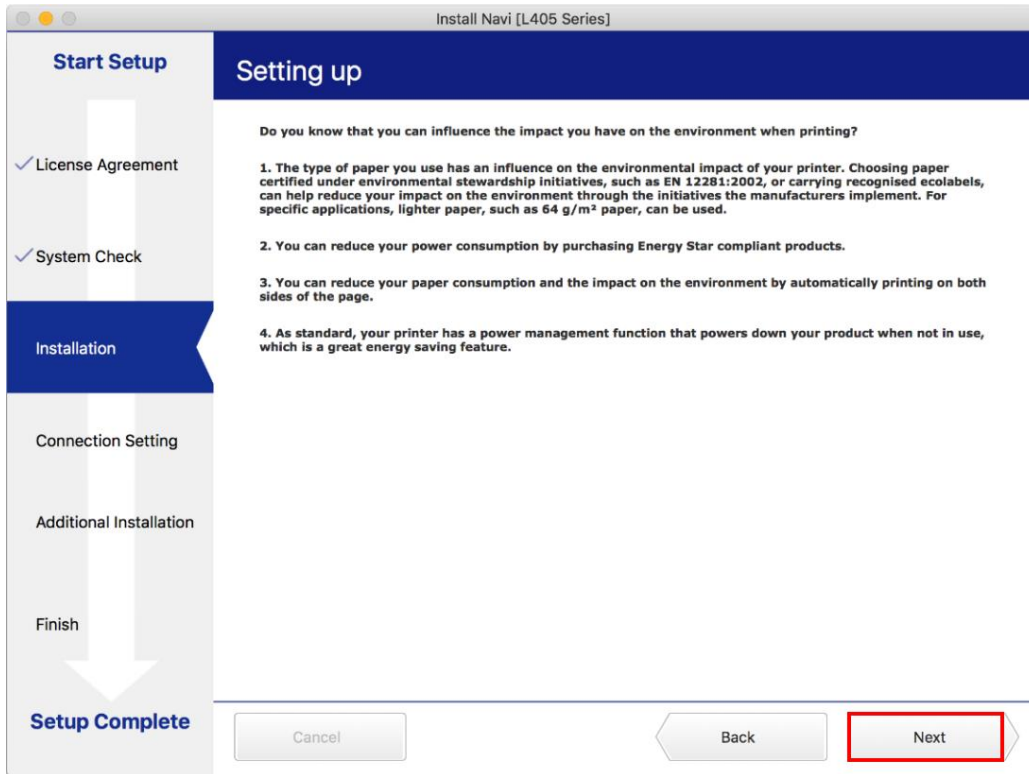 Install Navi [L405 Series]
Start Setup
License Agreement
System Check
Installation
Connection Setting
Additional Installation
Finish
Setup Complete
Setting up
Do you know that you can influence the impact you have on the environment when printing?
1. The type of paper you use has an influence on the environmental impact of your printer. Choosing paper
certified under environmental stewardship initiatives, such as EN 12281:2002, or carrying recognised ecolabels,
can help reduce your impact on the environment through the initiatives the manufacturers implement. For
specific applications, lighter paper, such as 64 g/m² paper, can be used.
2. You can reduce your power consumption by purchasing Energy Star compliant products.
3. You can reduce your paper consumption and the impact on the environment by automatically printing on both
sides of the page.
4. As standard, your printer has a power management function that powers down your product when not in use,
which is a great energy saving feature.
Cancel
Back
Next